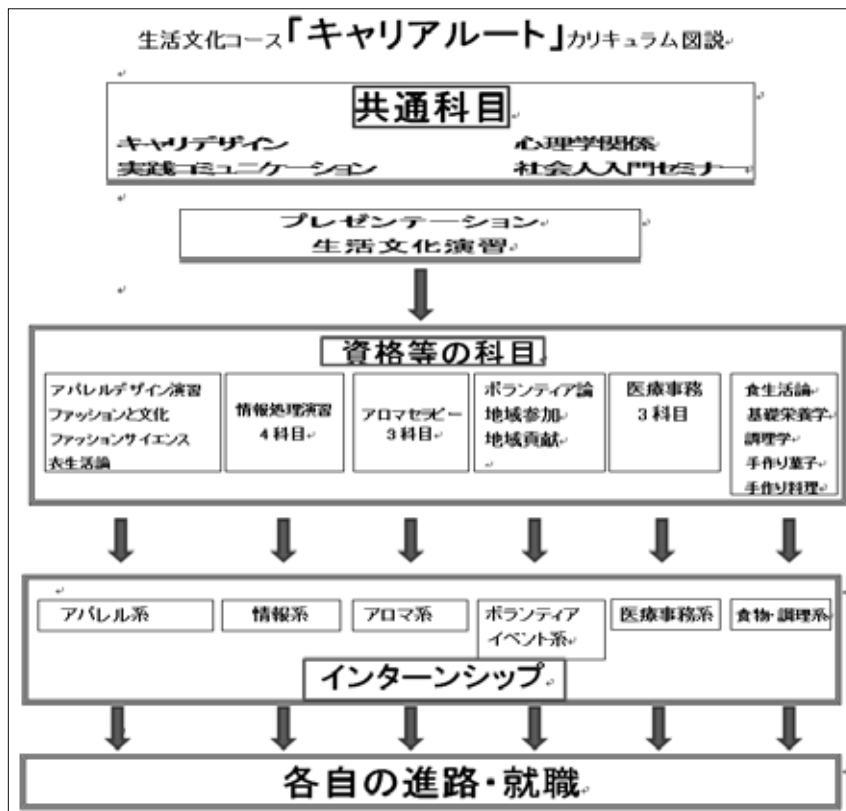 生活文化コース「キャリアルート」カリキュラム図説
共通科目
キャリデザイン 心理学関係
実践コミュニケーション 社会人入門セミナー
プレゼンテーション
生活文化演習
資格等の科目
アパレルデザイン演習
ファッションと文化
ファッションサイエンス
衣生活論
情報処理演習
4科目
アロマセラピー
3科目
ボランティア論
地域参加
地域貢献
医療事務
3科目
食生活論
基礎栄養学
調理学
手作り菓子
手作り料理
アパレル系
情報系
アロマ系
ボランティア
イベント系
医療事務系
食物・調理系
インターンシップ
各自の進路・就職